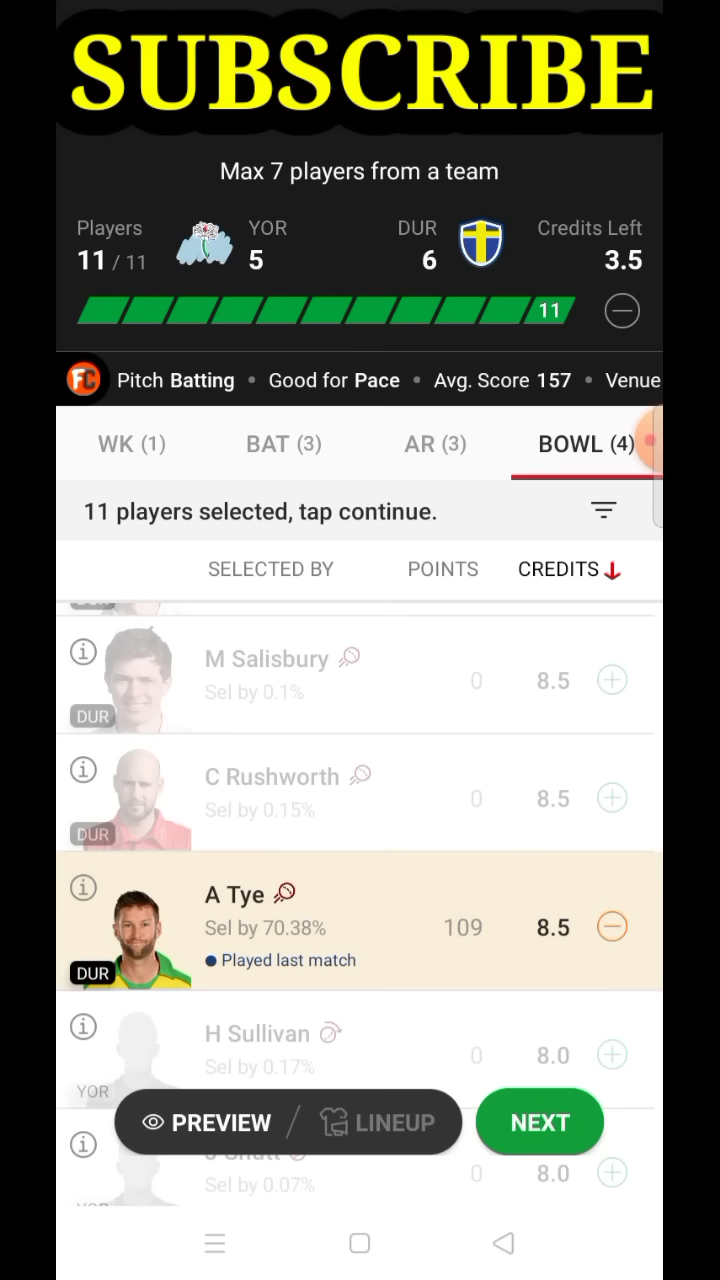 SUBSCRIBE
Max 7 players from a team
Players YOR DUR Credits Left
11 / 11 5 6 3.5
11
FC Pitch Batting • Good for Pace • Avg. Score 157 • Venue
WK (1) BAT (3) AR (3) BOWL (4)
11 players selected, tap continue.
SELECTED BY POINTS CREDITS
M Salisbury
Sel by 0.1% 0 8.5
DUR
C Rushworth
Sel by 0.15% 0 8.5
DUR
A Tye
Sel by 70.38% 109 8.5
Played last match
DUR
H Sullivan
Sel by 0.17% 0 8.0
YOR
PREVIEW / LINEUP NEXT
Sel by 0.07% 0 8.0